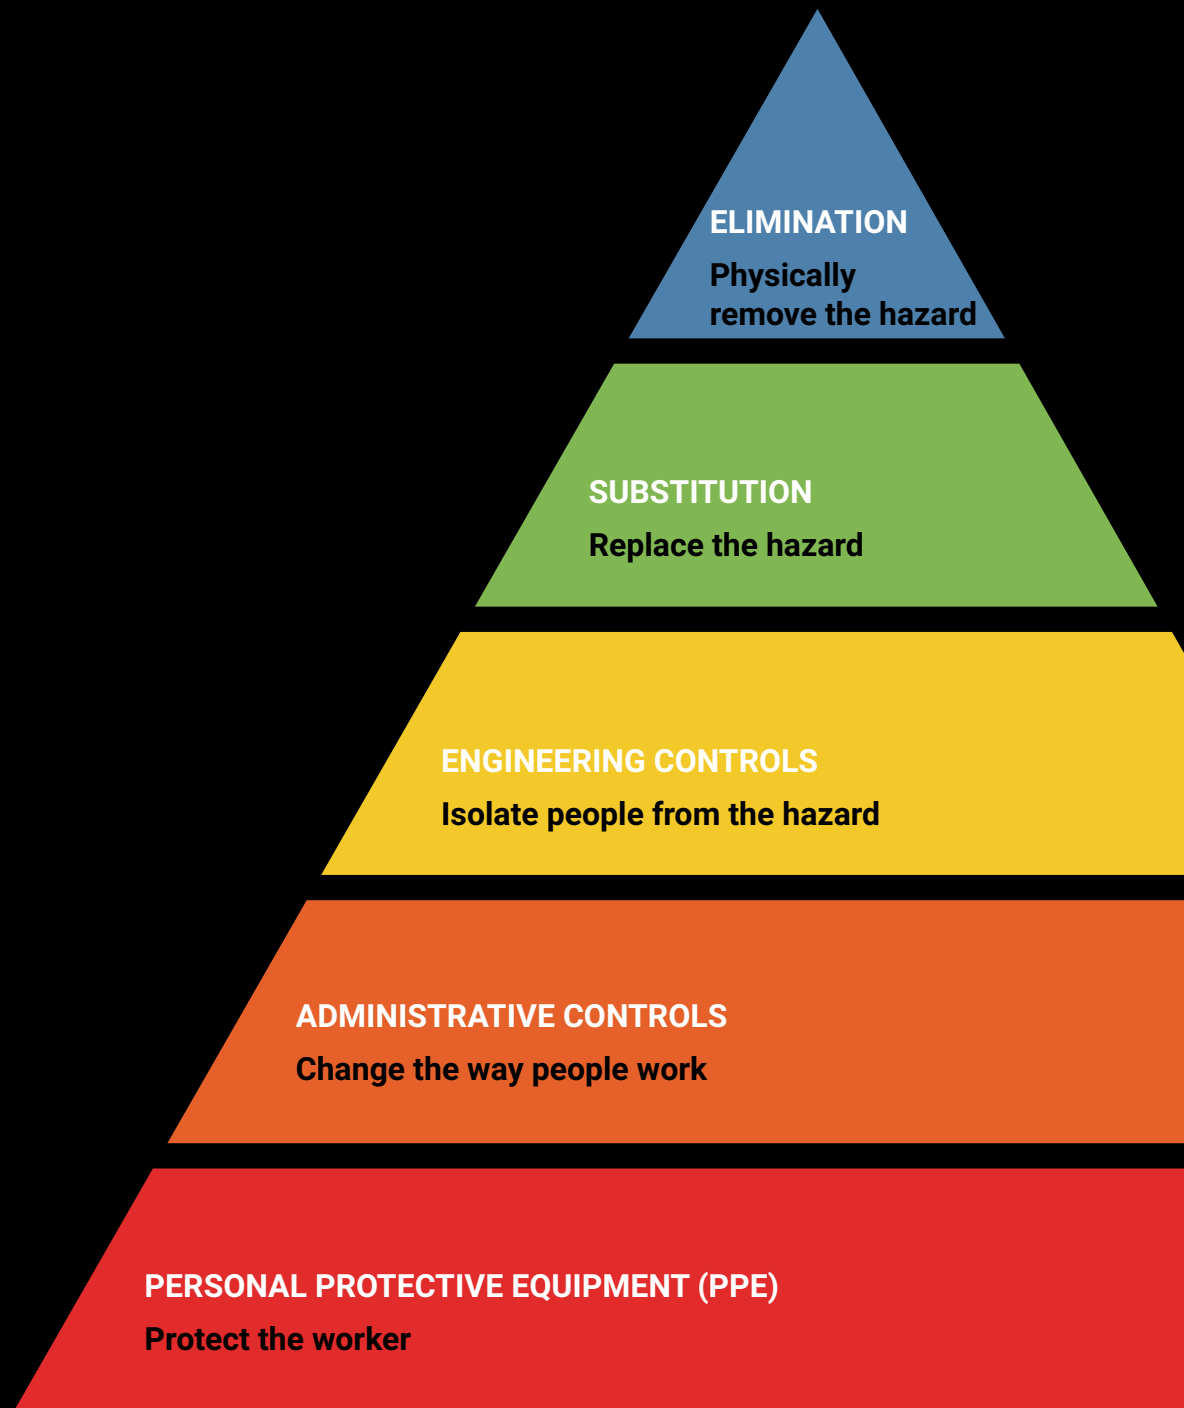 ELIMINATION
Physically
remove the hazard
SUBSTITUTION
Replace the hazard
ENGINEERING CONTROLS
Isolate people from the hazard
ADMINISTRATIVE CONTROLS
Change the way people work
PERSONAL PROTECTIVE EQUIPMENT (PPE)
Protect the worker